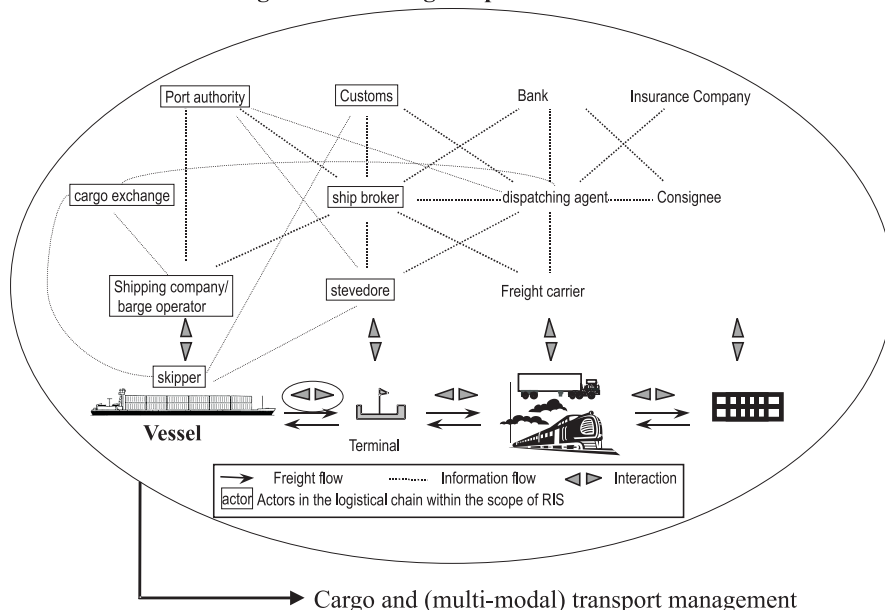 Port authority
Customs
Bank
Insurance Company
cargo exchange
ship broker
dispatching agent
Consignee
Shipping company/
barge operator
stevedore
Freight carrier
skipper
Vessel
Terminal
Freight flow
Information flow
Interaction
actor Actors in the logistical chain within the scope of RIS
Cargo and (multi-modal) transport management